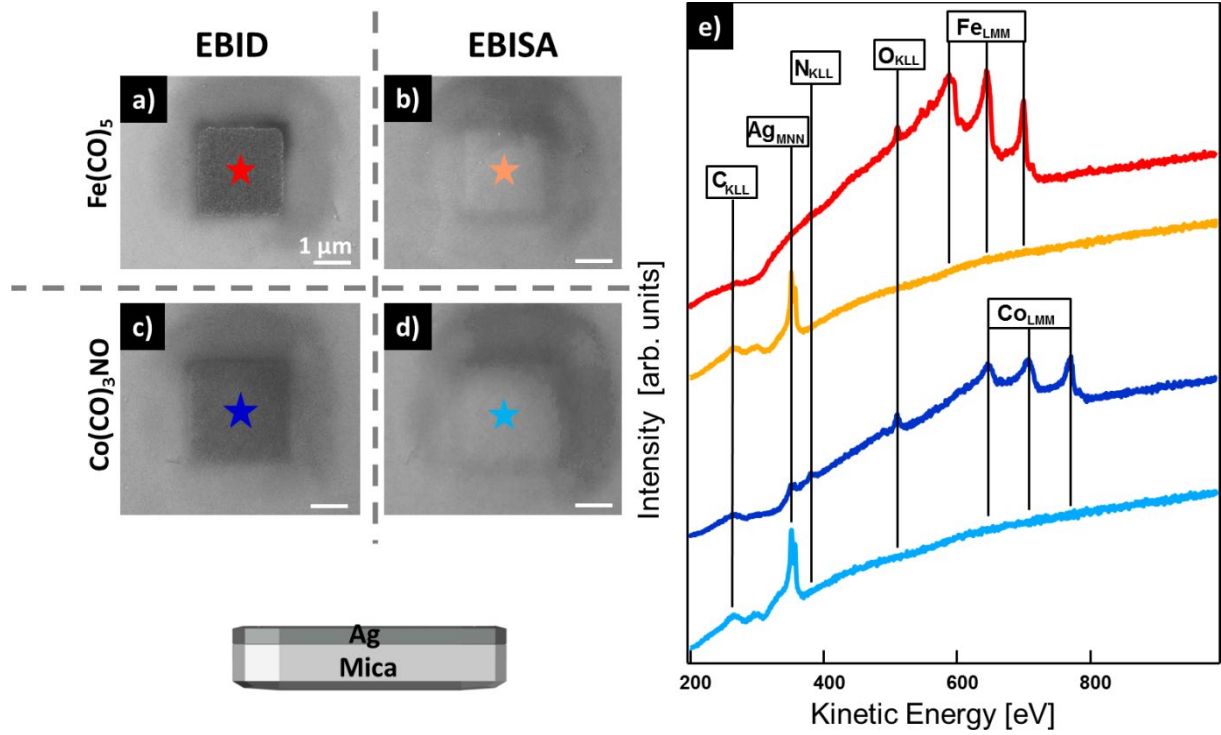 EBID
EBISA
Fe(CO)5
a)
1 μm
b)
Co(CO)3NO
c)
d)
Ag
Mica
e)
FeLMM
OKLL
NKLL
AgMNN
CKLL
CoLMM
Intensity [arb. units]
200 400 600 800
Kinetic Energy [eV]